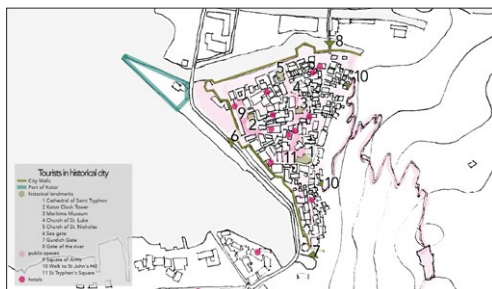 8
5
10
4
3
9
2
6
11
1
10
7
Tourists in historical city
City Walls
Port of Kotor
historical landmarks
1 Cathedral of Saint Tryphon
2 Kotor Clock Tower
3 Maritime Museum
4 Church of St. Luke
5 Church of St. Nicholas
6 Sea gate
7 Gurdich Gate
8 Gate of the river
public spaces
9 Square of Arms
10 Walk to St John's Hill
11 St Tryphon's Square
hotels